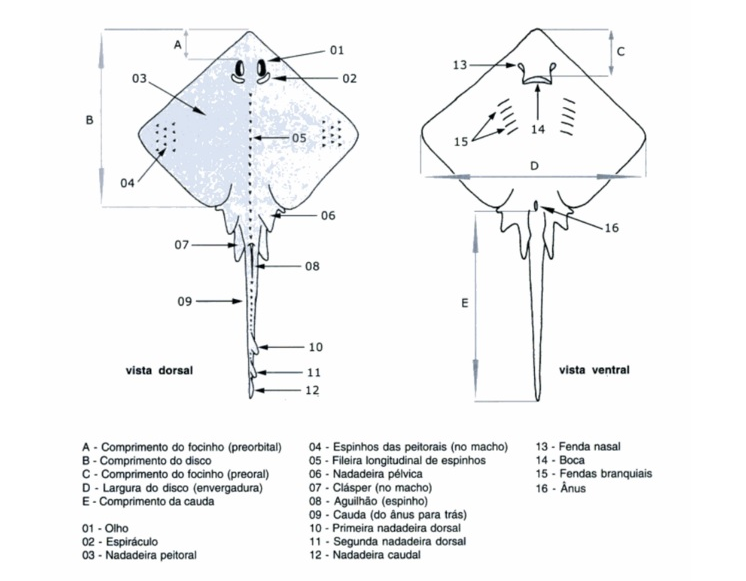 A
01
02
03
B
05
04
06
07
08
09
10
11
12
vista dorsal
C
13
14
15
D
16
E
vista ventral
A - Comprimento do focinho (preorbital)
B - Comprimento do disco
C - Comprimento do focinho (preoral)
D - Largura do disco (envergadura)
E - Comprimento da cauda
01 - Olho
02 - Espiráculo
03 - Nadadeira peitoral
04 - Espinhos das peitorais (no macho)
05 - Fileira longitudinal de espinhos
06 - Nadadeira pélvica
07 - Clásper (no macho)
08 - Aguilhão (espinho)
09 - Cauda (do ânus para trás)
10 - Primeira nadadeira dorsal
11 - Segunda nadadeira dorsal
12 - Nadadeira caudal
13 - Fenda nasal
14 - Boca
15 - Fendas branquiais
16 - Ânus